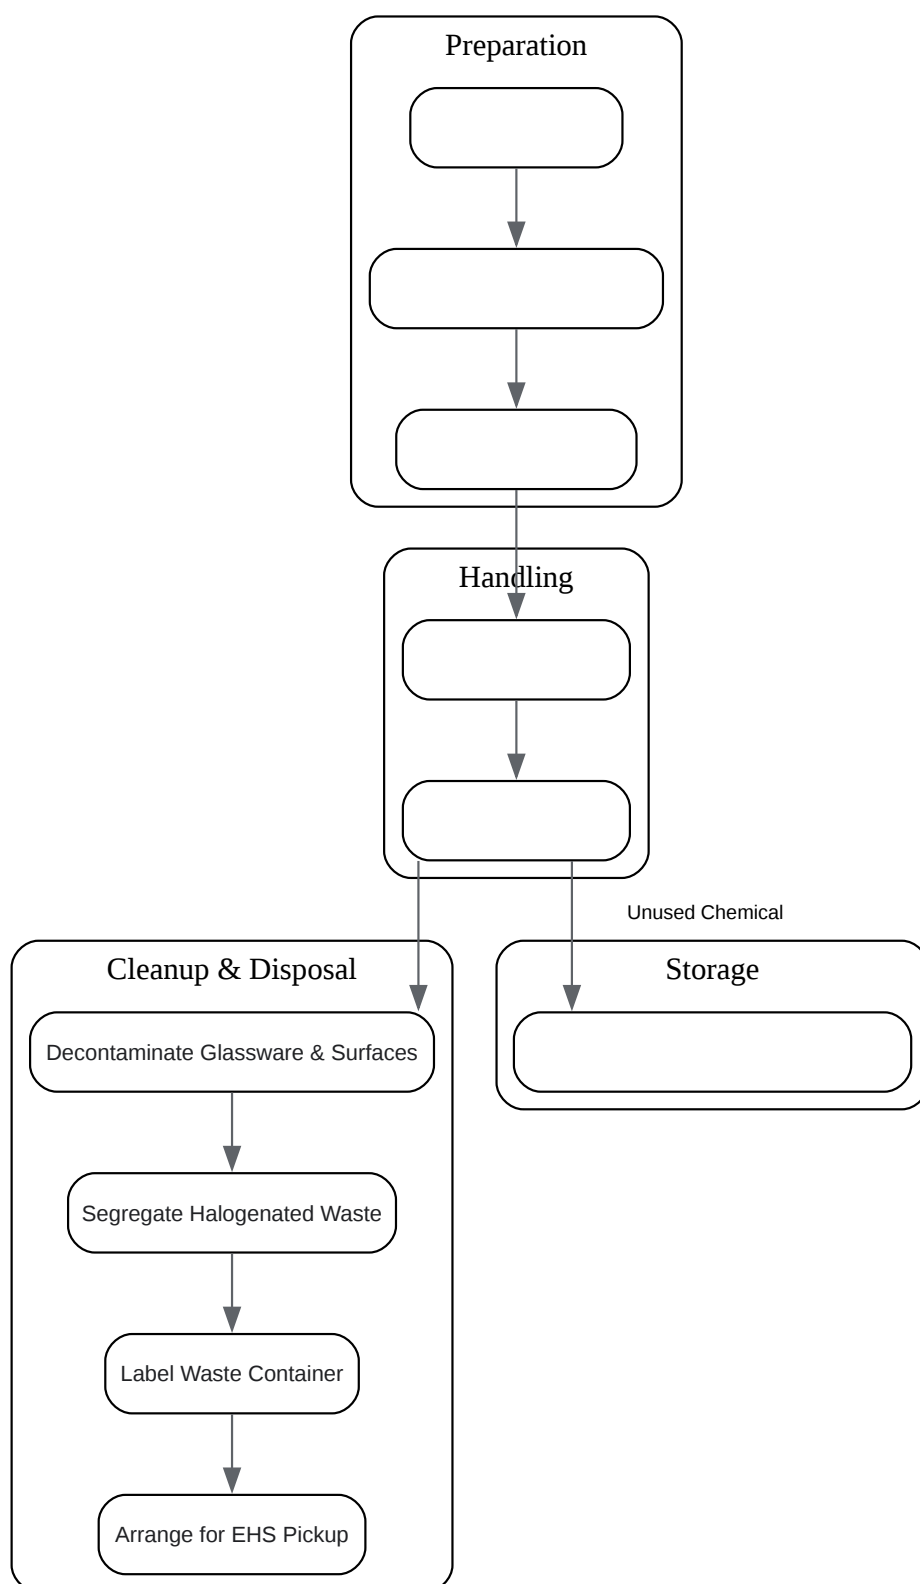 Preparation
Handling
Unused Chemical
Cleanup & Disposal
Storage
Decontaminate Glassware & Surfaces
Segregate Halogenated Waste
Label Waste Container
Arrange for EHS Pickup